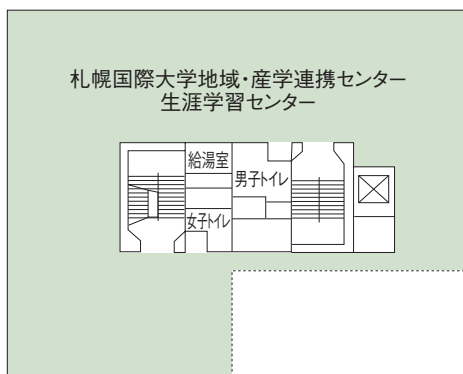 札幌国際大学地域・産学連携センター
生涯学習センター
給湯室
男子トイレ
女子トイレ